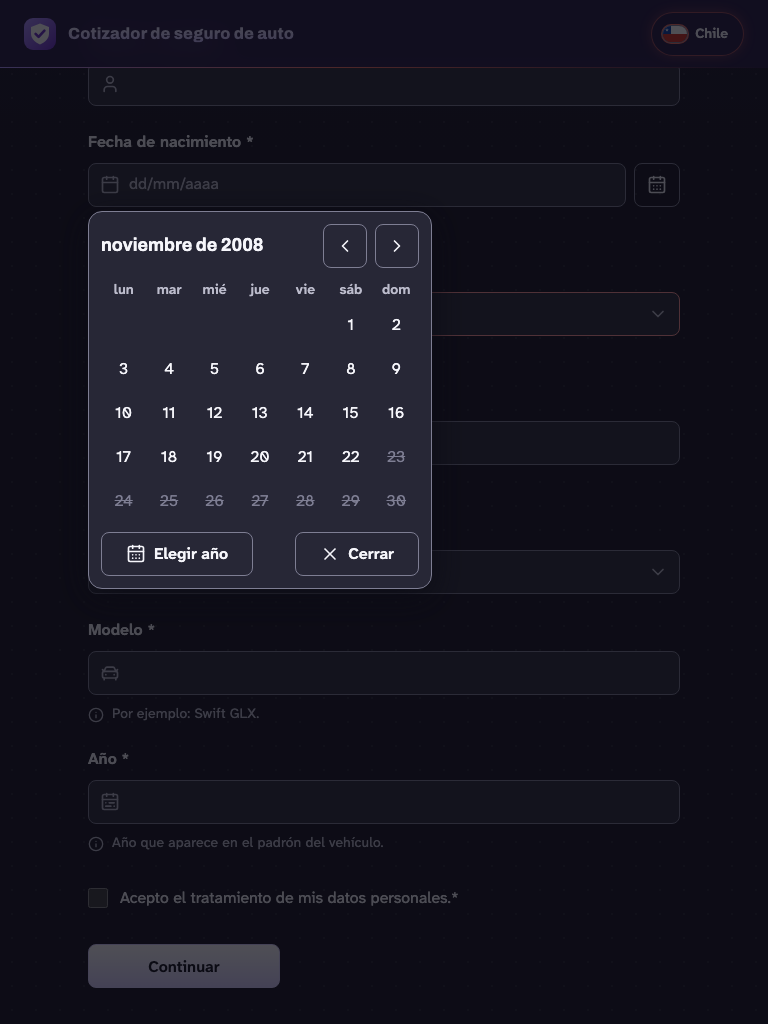 Cotizador de seguro de auto
Chile
Fecha de nacimiento *
dd/mm/aaaa
noviembre de 2008
lun mar mié jue vie sáb dom
1 2
3 4 5 6 7 8 9
10 11 12 13 14 15 16
17 18 19 20 21 22 23
24 25 26 27 28 29 30
Elegir año
Cerrar
Modelo *
Por ejemplo: Swift GLX.
Año *
Año que aparece en el padrón del vehículo.
Acepto el tratamiento de mis datos personales.*
Continuar